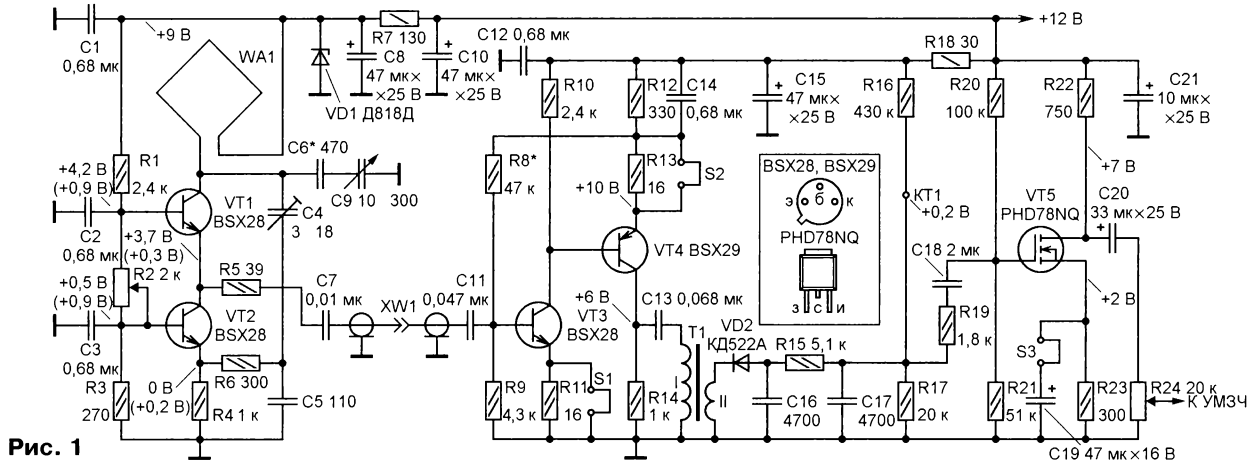 C1
0,68 мк
+9 В
WA1
VD1 Д818Д
R7 130
C8
47 мк×
×25 В
C10
47 мк×
×25 В
C12 0,68 мк
+12 В
R18 30
R10
2,4 к
R12
330
C14
0,68 мк
C15
47 мк×
×25 В
R16
430 к
R20
100 к
R22
750
C21
10 мк×
×25 В
+4,2 В
(+0,9 В)
R1
2,4 к
C6* 470
C9 10
300
R8*
47 к
R13
16
S2
+10 В
BSX28, BSX29
э
б
к
PHD78NQ
З
С
И
КТ1
+0,2 В
+7 В
VT5
PHD78NQ
C20
33 мк×25 В
C2
0,68 мк
VT1
BSX28
C4
3
18
+3,7 В
(+0,3 В)
VT4 BSX29
C18 2 мк
+2 В
+0,5 В
(+0,9 В)
R2 2 к
R5 39
C7
0,01 мк
XW1
C11
0,047 мк
+6 В
C13 0,068 мк
R19
1,8 к
C3
0,68 мк
VT2
BSX28
VT3
BSX28
T1
VD2
КД522А
R15 5,1 к
S3
R3
270
0 В
(+0,2 В)
R6 300
R4 1 к
C5 110
R9
4,3 к
R11
16
S1
R14
1 к
I
II
C16
4700
C17
4700
R17
20 к
R21
51 к
R23
300
R24 20 к
К УМЗЧ
C19 47 мк×16 В
Рис. 1